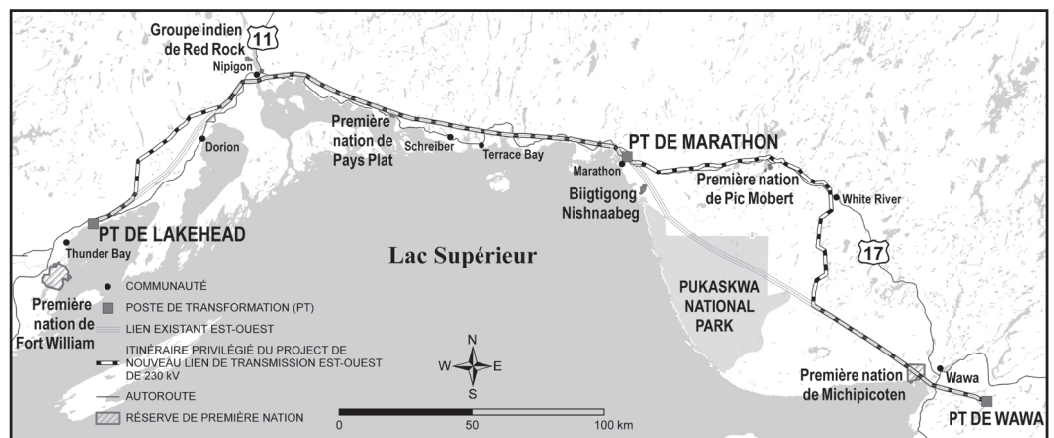 Groupe indien
de Red Rock
11
Nipigon
Dorion
Première
nation de
Pays Plat
Schreiber
Terrace Bay
PT DE MARATHON
Marathon
Biigtigong
Nishnaabeg
Première nation
de Pic Mobert
White River
17
PT DE LAKEHEAD
Thunder Bay
Lac Supérieur
PUKASKWA
NATIONAL
PARK
Première
nation de
Fort William
COMMUNAUTÉ
POSTE DE TRANSFORMATION (PT)
LIEN EXISTANT EST-OUEST
ITINÉRAIRE PRIVILÉGIÉ DU PROJECT DE
NOUVEAU LIEN DE TRANSMISSION EST-OUEST
DE 230 kV
AUTOROUTE
RÉSERVE DE PREMIÈRE NATION
N
W E
S
0 50 100 km
Première nation
de Michipicoten
Wawa
PT DE WAWA